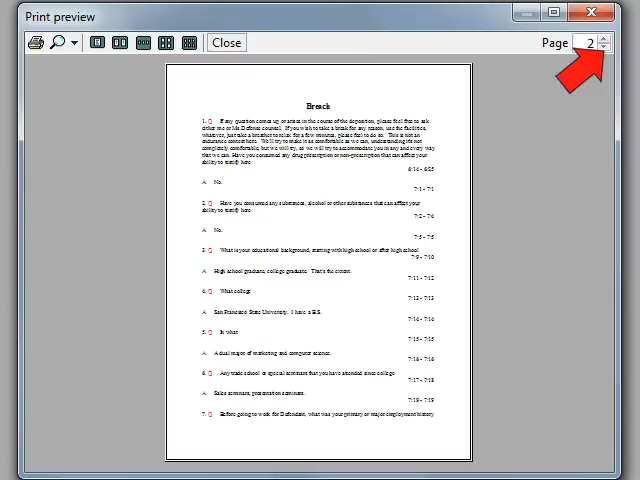 Print preview
Close
Page 2
Breach
1. Q If any question comes up or arises in the course of the deposition, please feel free to ask
either me or Mr. Defense counsel. If you wish to take a break for any reason, use the facilities,
whatever, just take a breather to relax for a few minutes, please feel to do so. This is not an
endurance contest here. We'll try to make it as comfortable as we can, understanding it's not
completely comfortable, but we will try, so we will try to accommodate you in any and every way
that we can. Have you consumed any drug prescription or non-prescription that can affect your
ability to testify here
6:14 - 6:25
A No.
7:1 - 7:1
2. Q Have you consumed any substances, alcohol or other substances that can affect your
ability to testify here
7:2 - 7:4
A No.
7:5 - 7:5
3. Q What is your educational background, starting with high school or after high school
7:9 - 7:10
A High school graduate, college graduate. That's the extent.
7:11 - 7:12
4. Q What college
7:13 - 7:13
A San Francisco State University. I have a B.S.
7:14 - 7:14
5. Q In what
7:15 - 7:15
A A dual major of marketing and computer science.
7:16 - 7:16
6. Q Any trade school or special seminars that you have attended since college
7:17 - 7:18
A Sales seminars, presentation seminars.
7:19 - 7:19
7. Q Before going to work for Defendant, what was your primary or major employment history